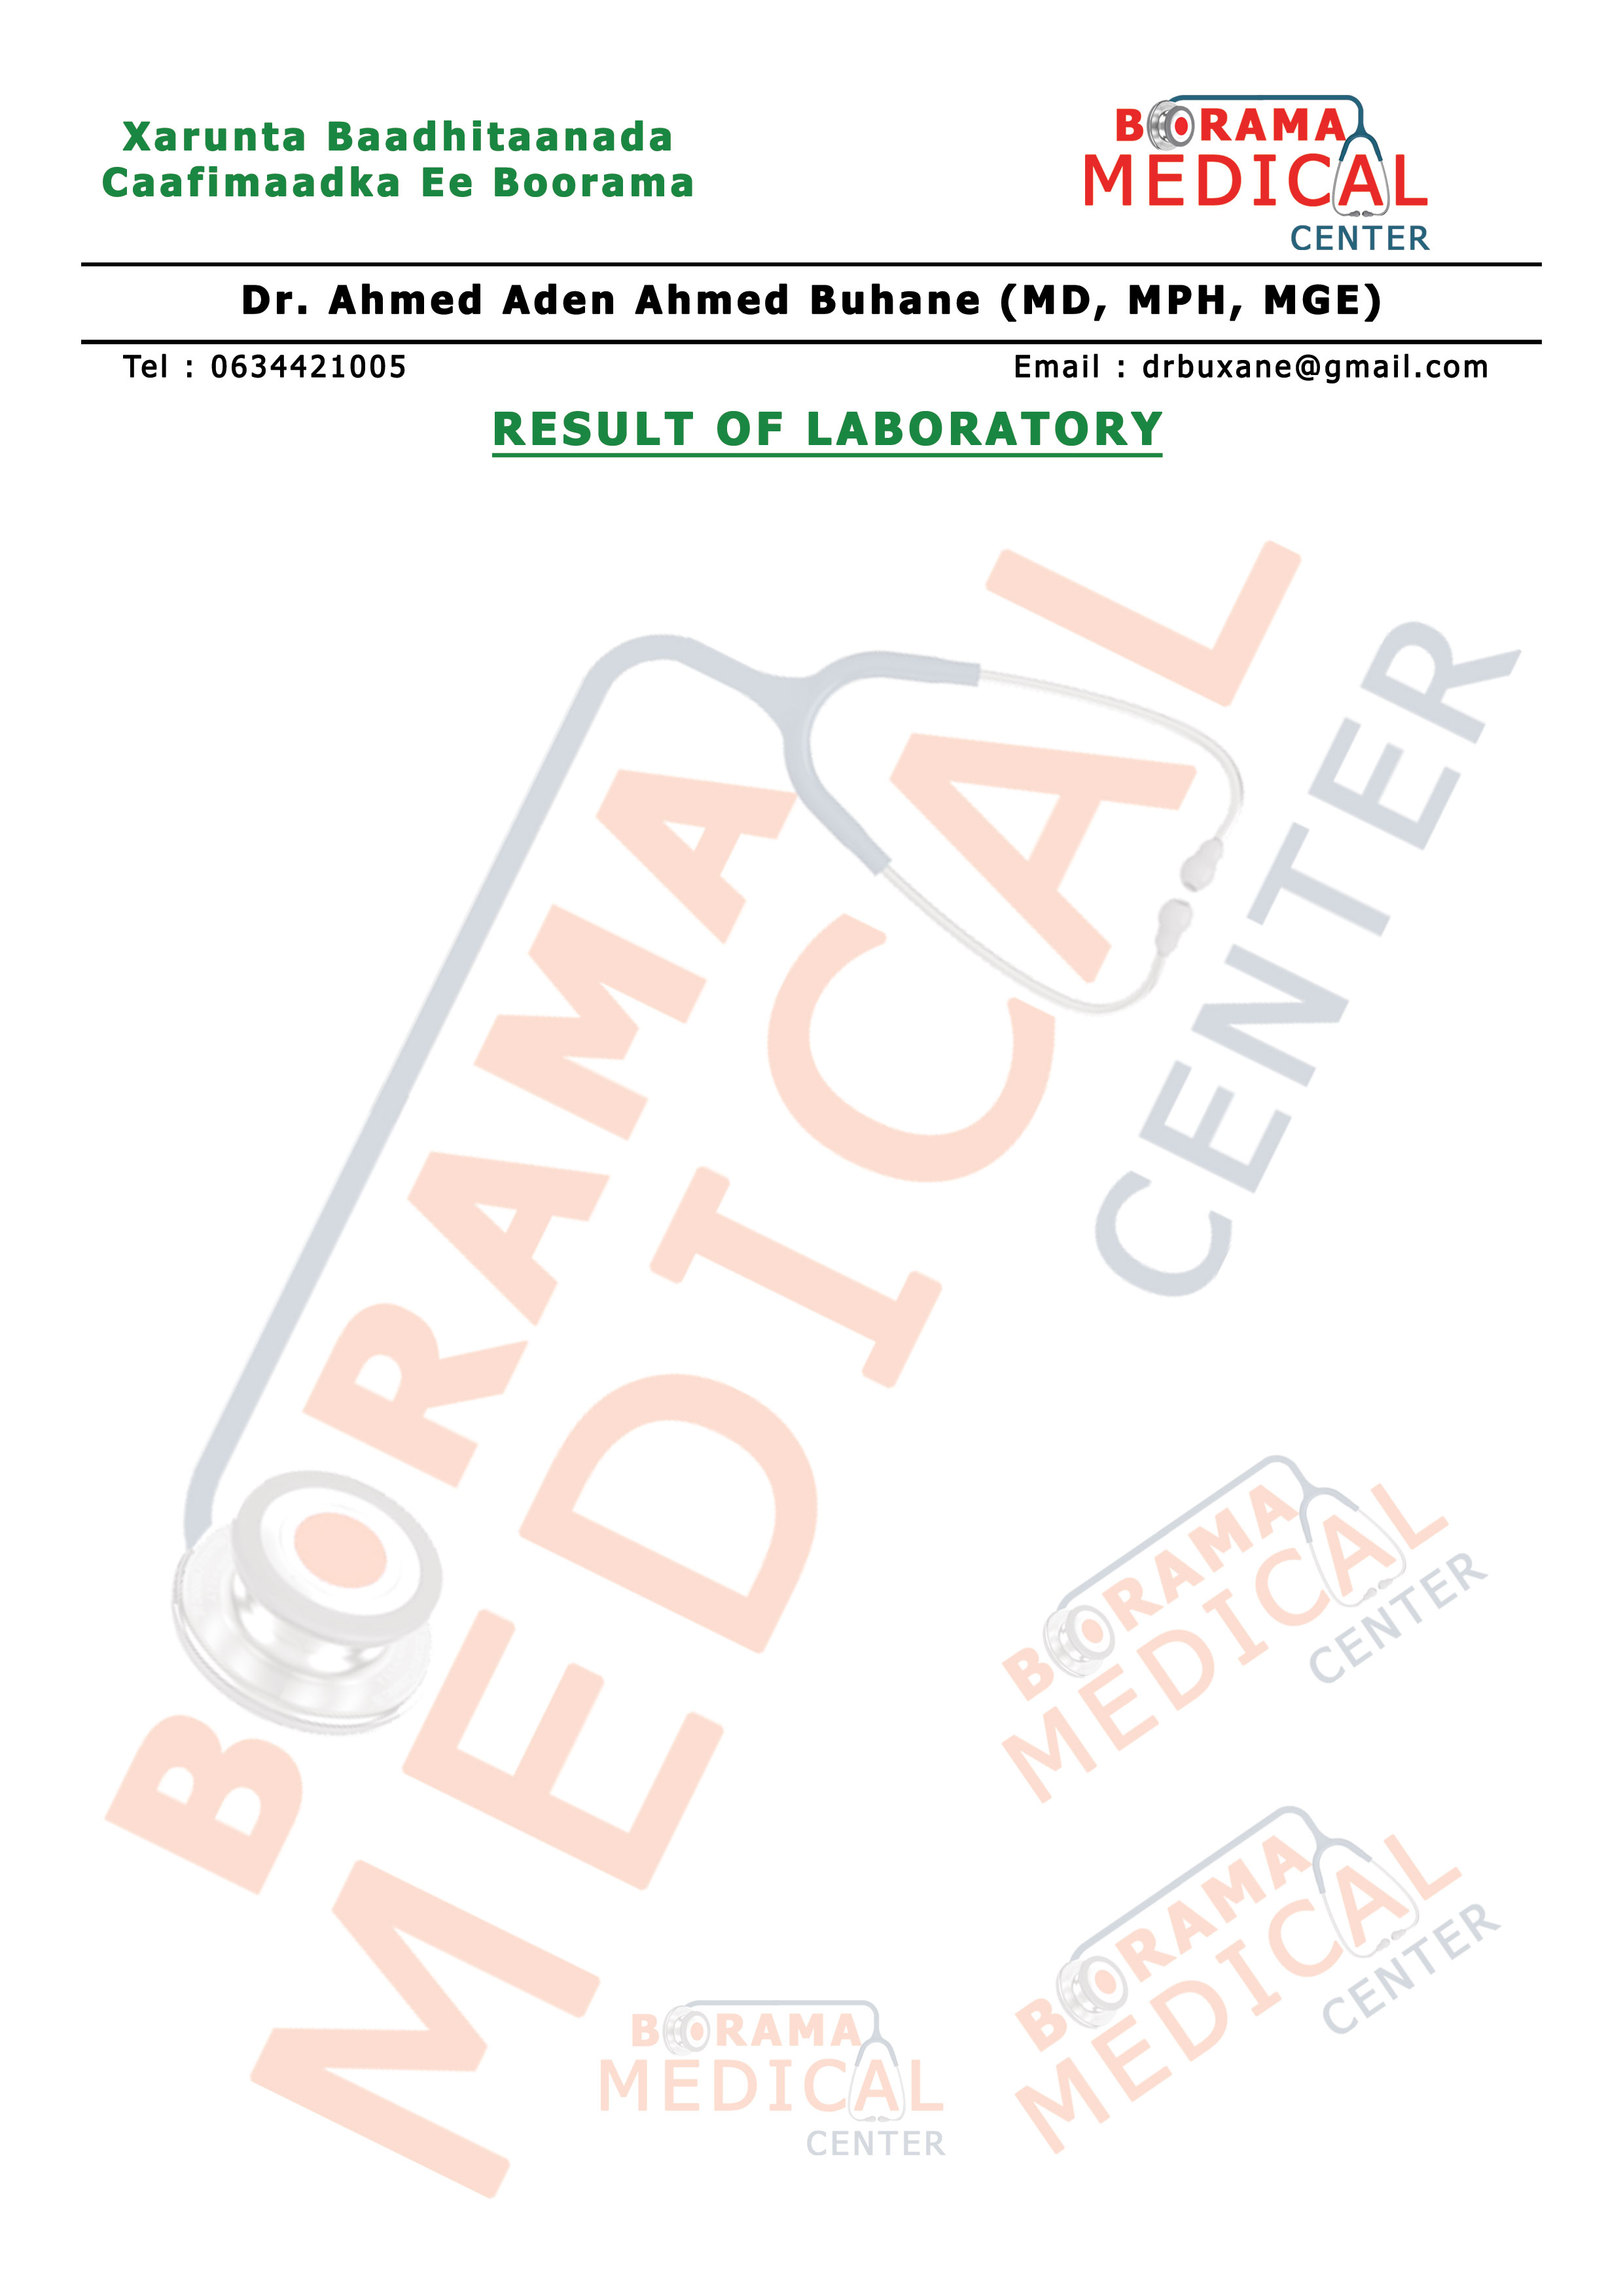 Xarunta Baadhitaanada
Caafimaadka Ee Boorama
BORAMA
MEDICAL
CENTER
Dr. Ahmed Aden Ahmed Buhane (MD, MPH, MGE)
Tel : 0634421005
Email : drbuxane@gmail.com
RESULT OF LABORATORY
BORAMA
MEDICAL
CENTER
BORAMA
MEDICAL
CENTER
BORAMA
MEDICAL
CENTER
BORAMA
MEDICAL
CENTER